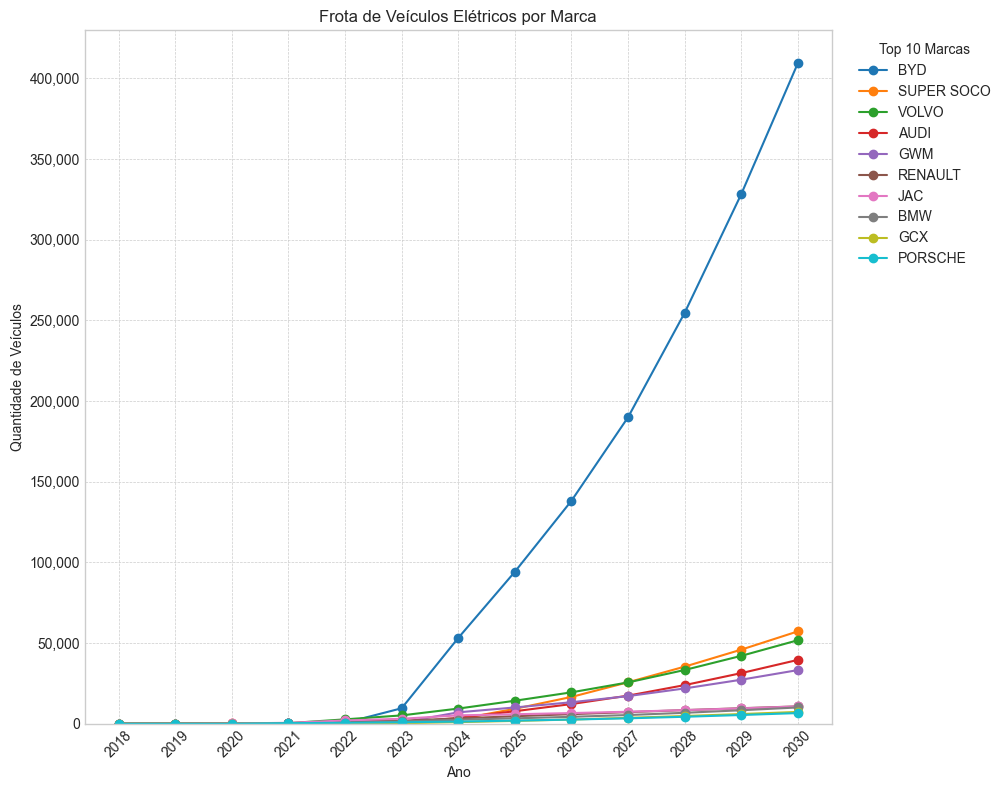 Frota de Veículos Elétricos por Marca
Top 10 Marcas
BYD
SUPER SOCO
VOLVO
AUDI
GWM
RENAULT
JAC
BMW
GCX
PORSCHE
Quantidade de Veículos
400,000
350,000
300,000
250,000
200,000
150,000
100,000
50,000
0
2018
2019
2020
2021
2022
2023
2024
2025
2026
2027
2028
2029
2030
Ano